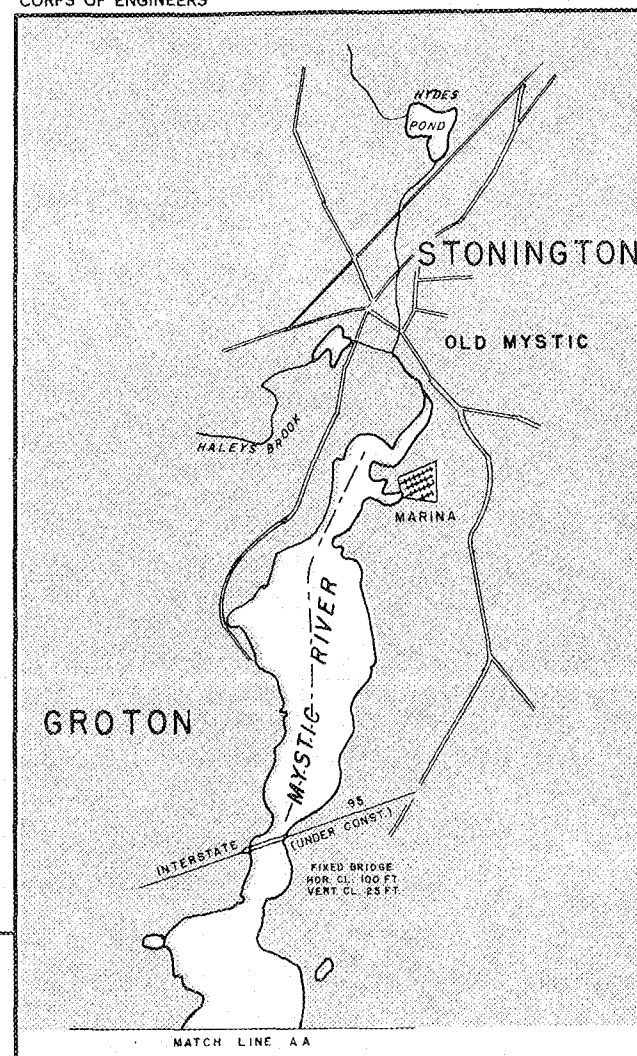 CORPS OF ENGINEERS
HYDES
POND
STONINGTON
OLD MYSTIC
HALEYS BROOK
MARINA
MYSTIC RIVER
GROTON
INTERSTATE 95
(UNDER CONST.)
FIXED BRIDGE
HOR. CL. 100 FT.
VERT CL. 25 FT.
MATCH LINE AA